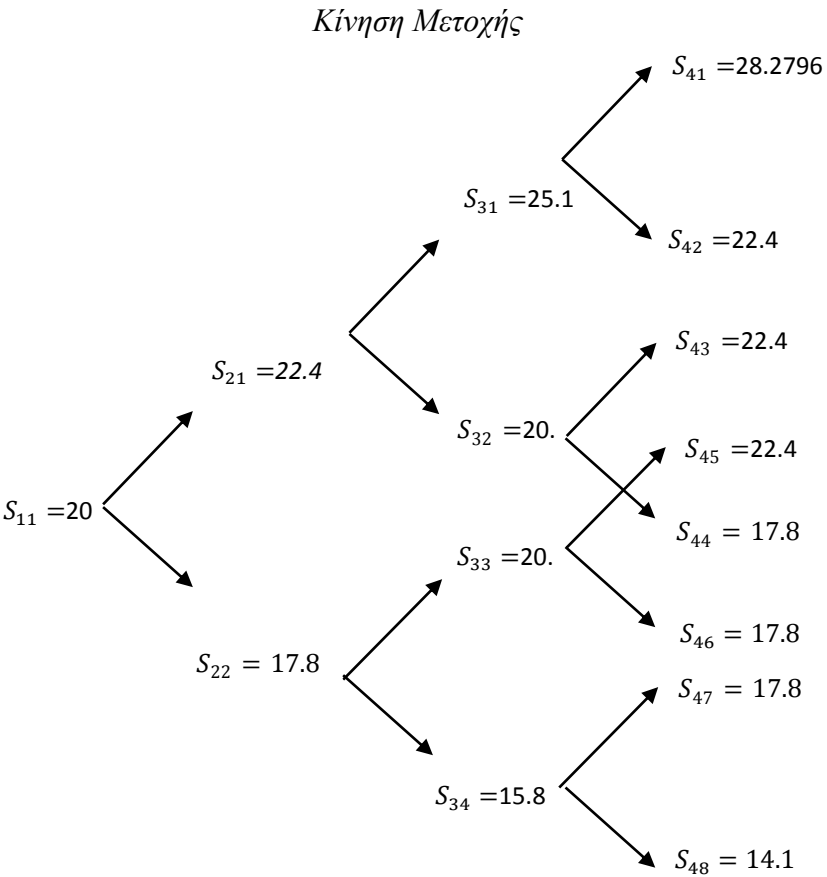 Κίνηση Μετοχής
S₄₁ =28.2796
S₃₁ =25.1
S₄₂ =22.4
S₄₃ =22.4
S₂₁ =22.4
S₃₂ =20.
S₄₅ =22.4
S₁₁ =20
S₄₄ = 17.8
S₃₃ =20.
S₄₆ = 17.8
S₂₂ = 17.8
S₄₇ = 17.8
S₃₄ =15.8
S₄₈ = 14.1